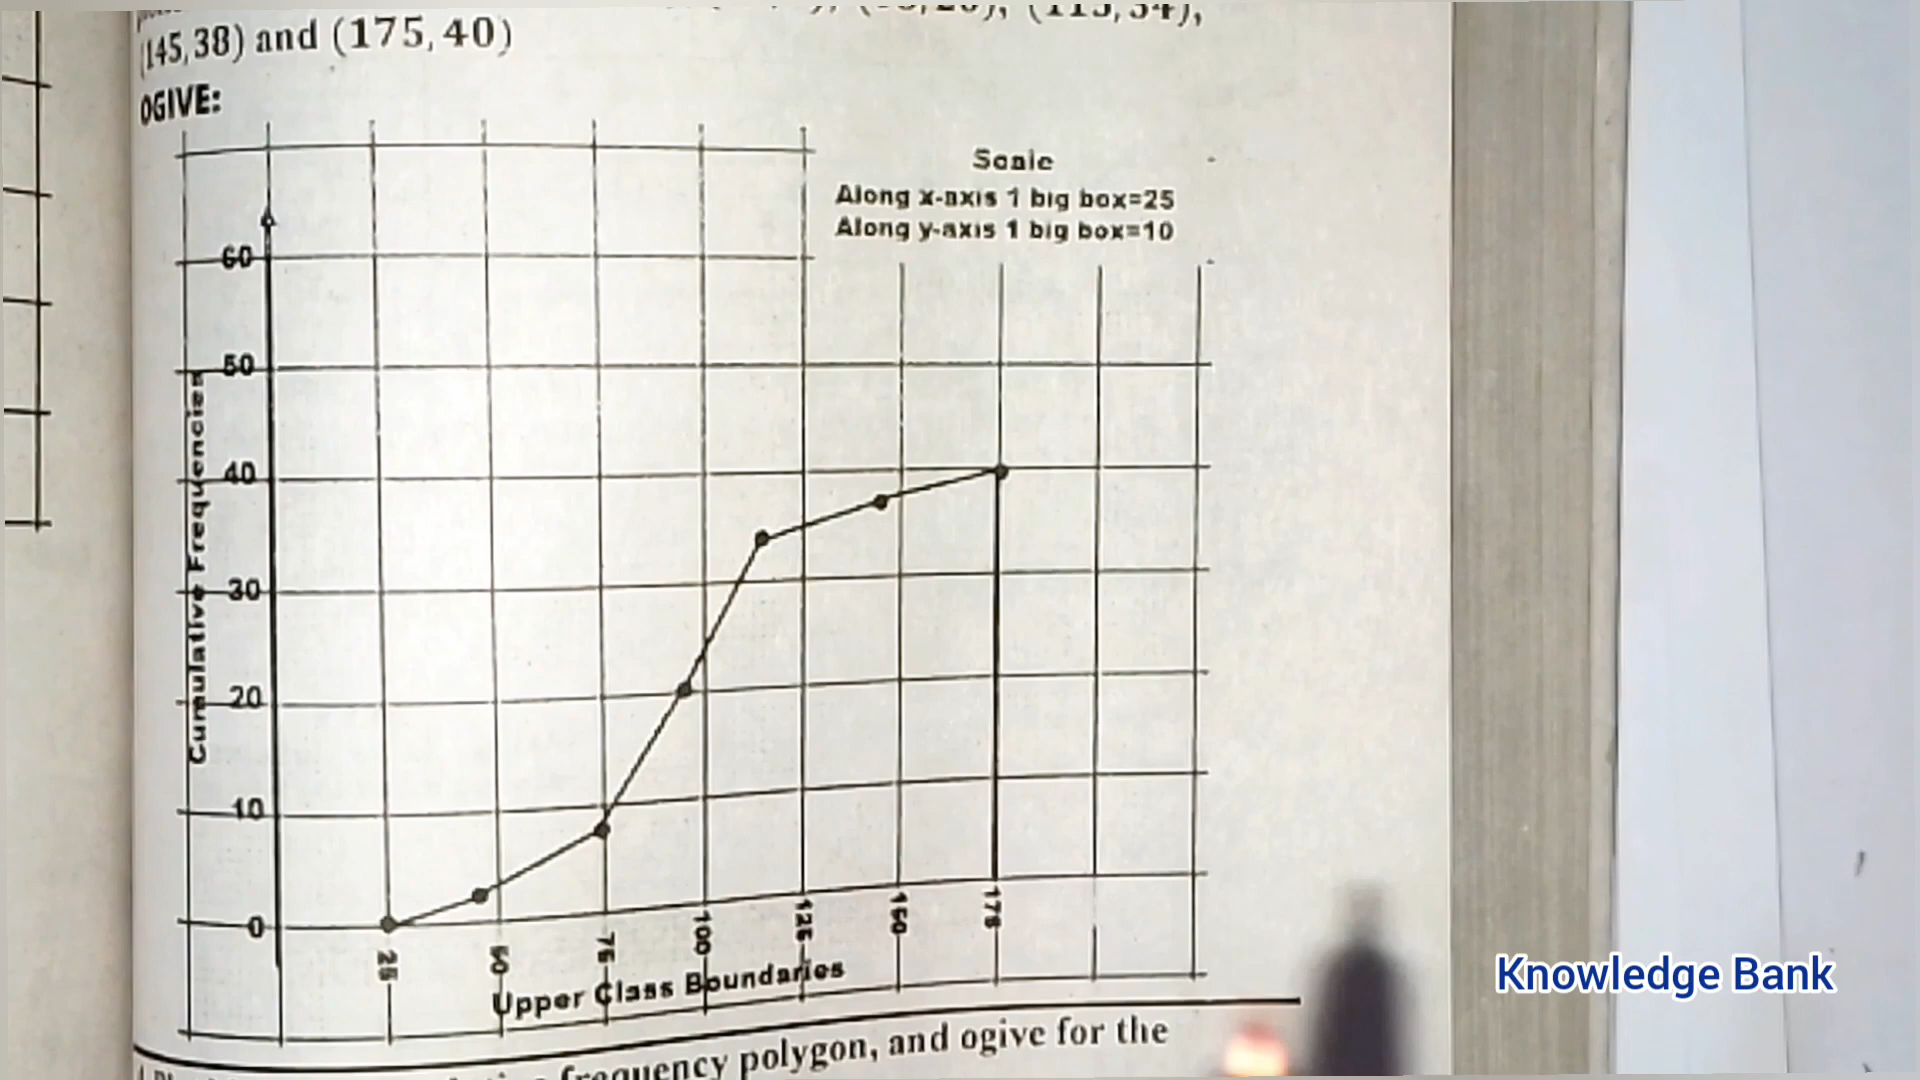 (145,38) and (175,40)
OGIVE:
Scale
Along x-axis 1 big box=25
Along y-axis 1 big box=10
60
50
40
30
20
10
0
Cumulative Frequencies
25
50
75
100
125
150
175
Upper Class Boundaries
frequency polygon, and ogive for the
Knowledge Bank